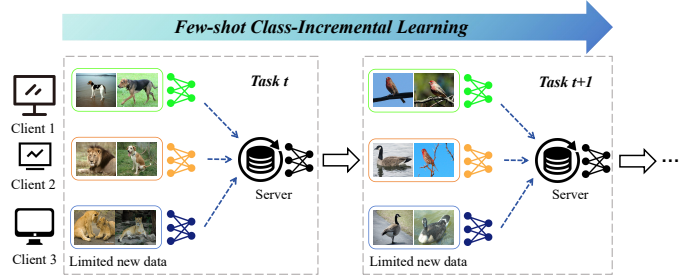 Few-shot Class-Incremental Learning
Task t
Task t+1
Client 1
Client 2
Server
Server
...
Client 3
Limited new data
Limited new data